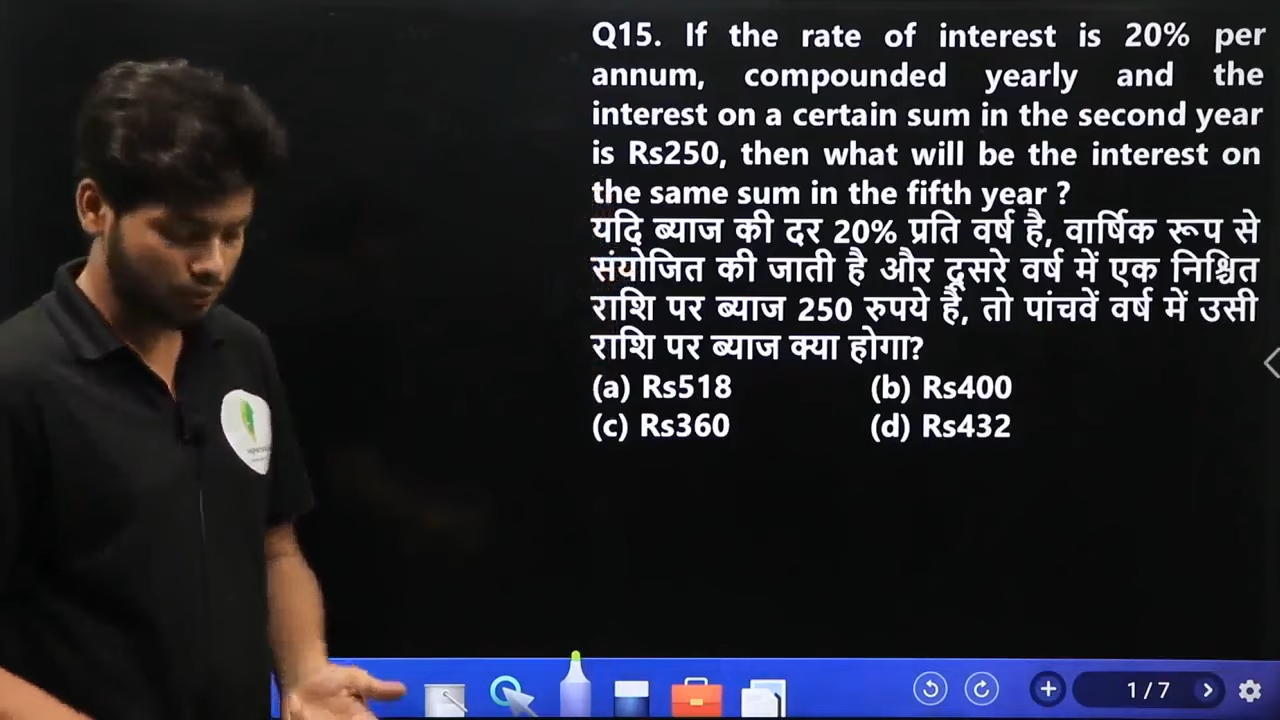 Q15. If the rate of interest is 20% per
annum, compounded yearly and the
interest on a certain sum in the second year
is Rs250, then what will be the interest on
the same sum in the fifth year ?
यदि ब्याज की दर 20% प्रति वर्ष है, वार्षिक रूप से
संयोजित की जाती है और दूसरे वर्ष में एक निश्चित
राशि पर ब्याज 250 रुपये है, तो पांचवें वर्ष में उसी
राशि पर ब्याज क्या होगा?
(a) Rs518 (b) Rs400
(c) Rs360 (d) Rs432
1 / 7